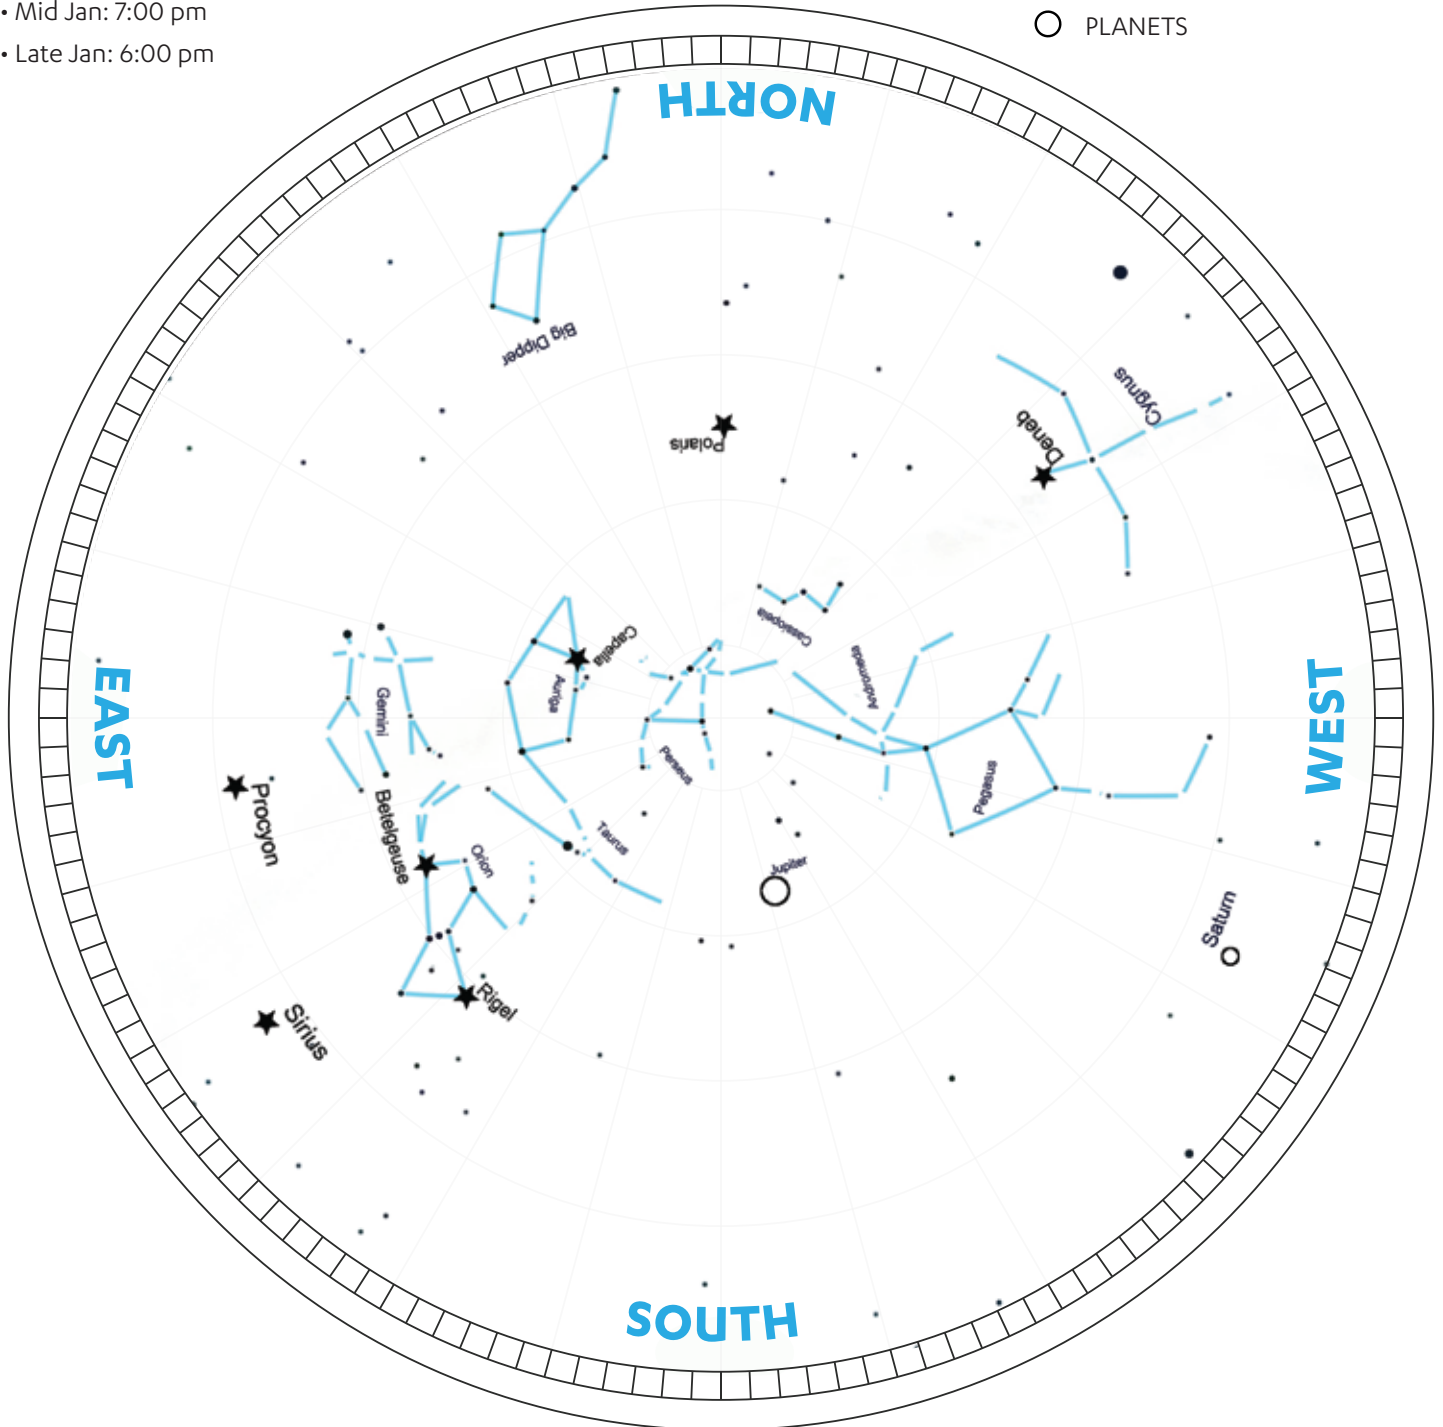 • Mid Jan: 7:00 pm
• Late Jan: 6:00 pm
PLANETS
NORTH
Big Dipper
Cygnus
Deneb
Polaris
Cassiopeia
Capella
Andromeda
EAST
Gemini
Auriga
WEST
Perseus
Pegasus
Procyon
Betelgeuse
Orion
Taurus
Jupiter
Saturn
Rigel
Sirius
SOUTH